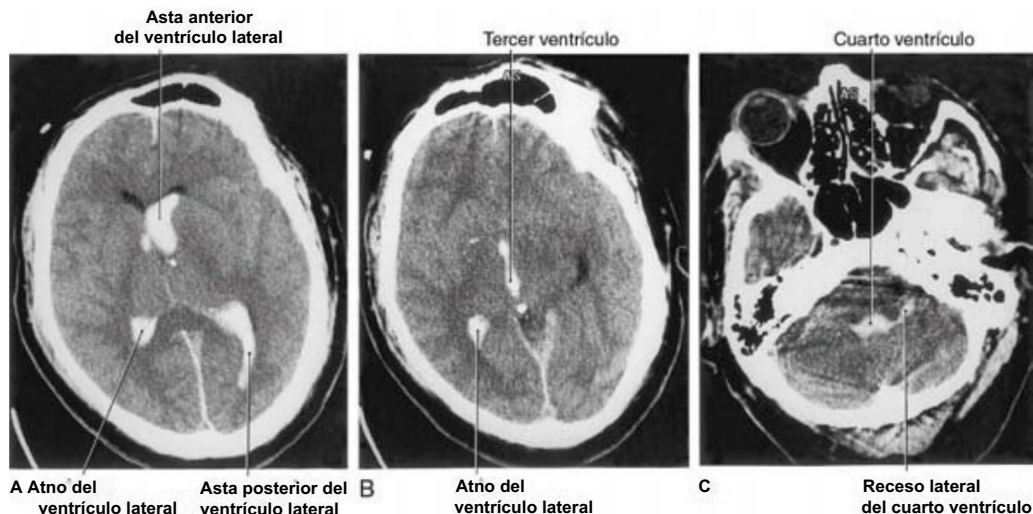 Asta anterior
del ventrículo lateral
Tercer ventrículo
Cuarto ventrículo
A Atno del
ventrículo lateral
Asta posterior del
ventrículo lateral
B
Atno del
ventrículo lateral
C
Receso lateral
del cuarto ventrículo